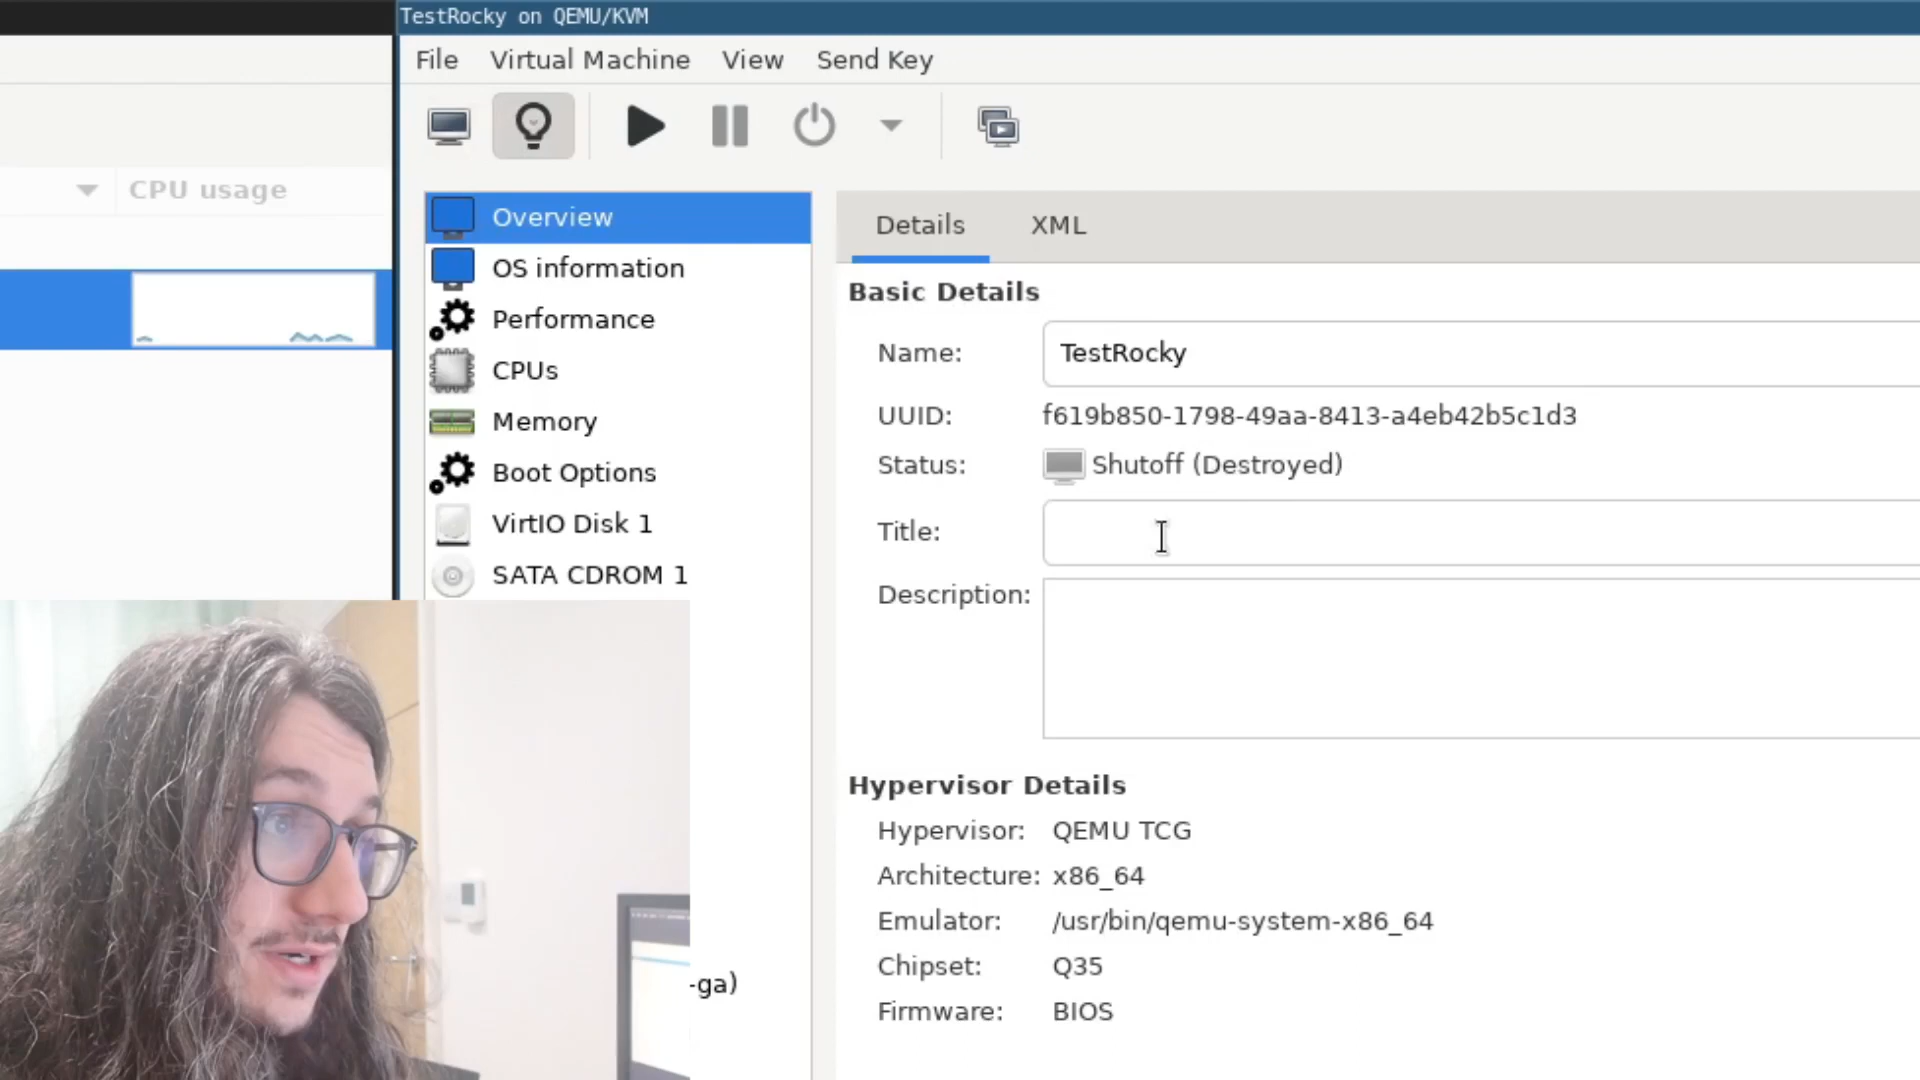 TestRocky on QEMU/KVM
File Virtual Machine View Send Key
CPU usage
Overview
OS information
Performance
CPUs
Memory
Boot Options
VirtIO Disk 1
SATA CDROM 1
-ga)
Details XML
Basic Details
Name: TestRocky
UUID: f619b850-1798-49aa-8413-a4eb42b5c1d3
Status: Shutoff (Destroyed)
Title:
Description:
Hypervisor Details
Hypervisor: QEMU TCG
Architecture: x86_64
Emulator: /usr/bin/qemu-system-x86_64
Chipset: Q35
Firmware: BIOS